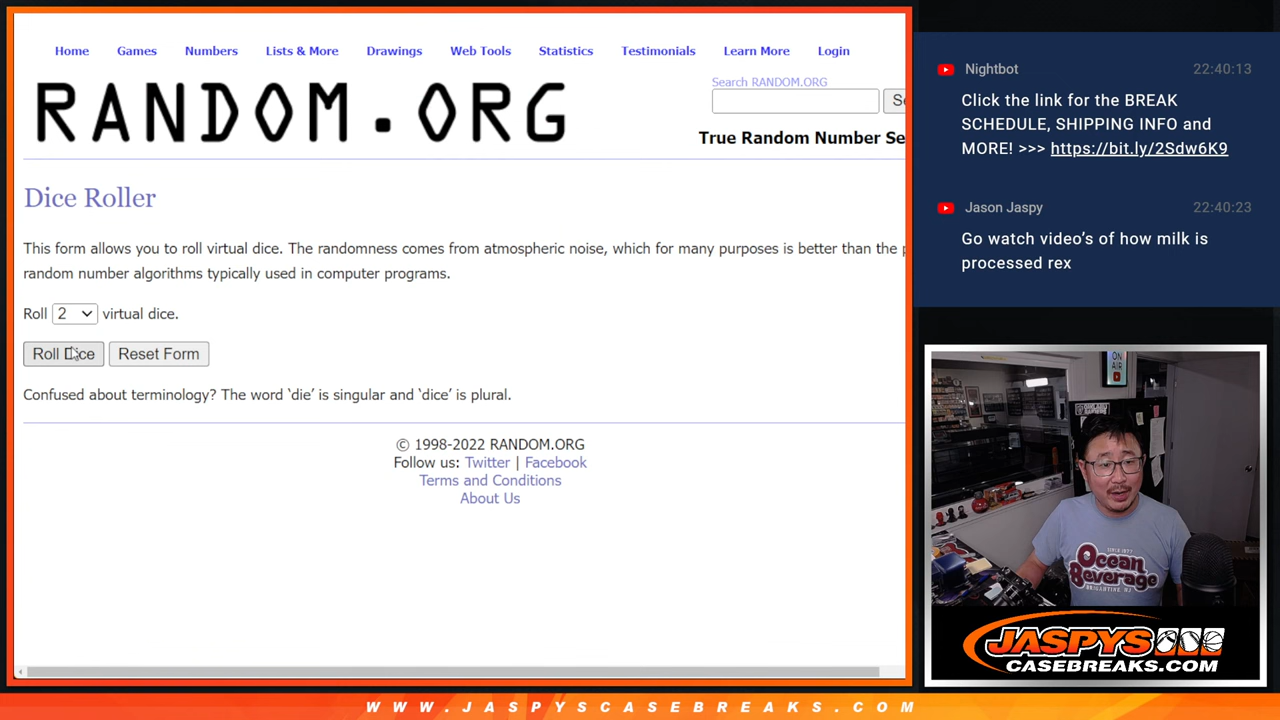 Home Games Numbers Lists & More Drawings Web Tools Statistics Testimonials Learn More Login
RANDOM.ORG
Search RANDOM.ORG
True Random Number Se
Dice Roller
This form allows you to roll virtual dice. The randomness comes from atmospheric noise, which for many purposes is better than the p
random number algorithms typically used in computer programs.
Roll 2 virtual dice.
Roll Dice Reset Form
Confused about terminology? The word ‘die’ is singular and ‘dice’ is plural.
© 1998-2022 RANDOM.ORG
Follow us: Twitter | Facebook
Terms and Conditions
About Us
Nightbot 22:40:13
Click the link for the BREAK
SCHEDULE, SHIPPING INFO and
MORE! >>> https://bit.ly/2Sdw6K9
Jason Jaspy 22:40:23
Go watch video’s of how milk is
processed rex
ON
AIR
Ocean
Beverage
BRIGANTINE, NJ
JASPYS
CASEBREAKS.COM
WWW.JASPYSCASEBREAKS.COM